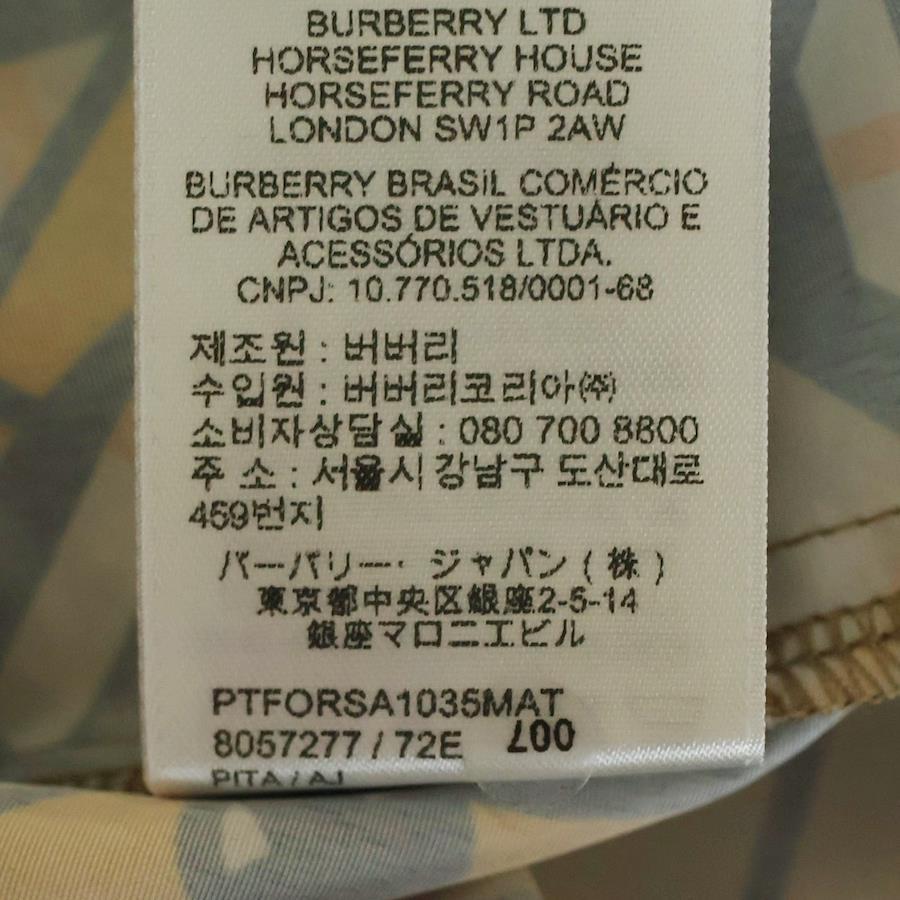 BURBERRY LTD
HORSEFERRY HOUSE
HORSEFERRY ROAD
LONDON SW1P 2AW
BURBERRY BRASIL COMÉRCIO
DE ARTIGOS DE VESTUÁRIO E
ACESSÓRIOS LTDA.
CNPJ: 10.770.518/0001-68
제조원 : 버버리
수입원 : 버버리코리아㈜
소비자상담실 : 080 700 8800
주 소 : 서울시 강남구 도산대로
459번지
バーバリー・ ジャパン ( 株 )
東京都中央区銀座2-5-14
銀座マロニエビル
PTFORSA1035MAT
8057277 / 72E
007
PITA / AJ